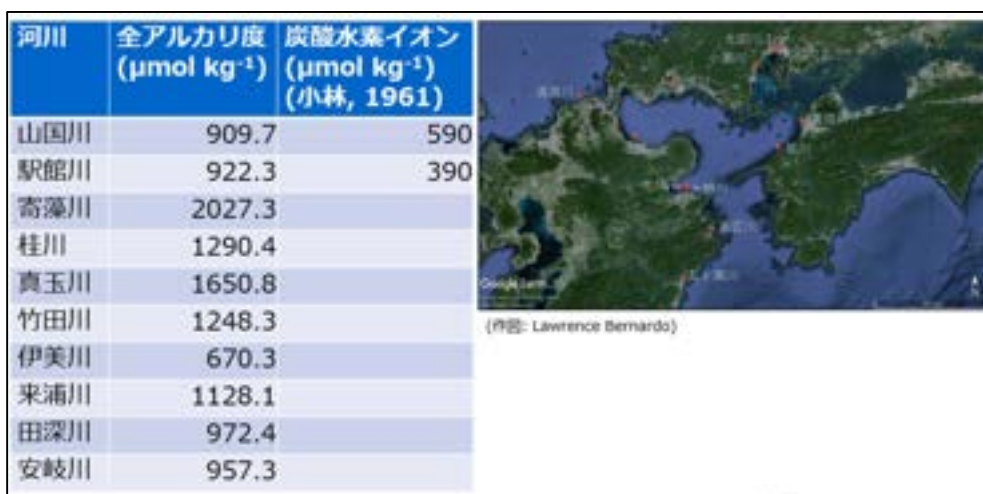 河川
全アルカリ度
(μmol kg-1)
炭酸水素イオン
(μmol kg-1)
(小林, 1961)
山国川 909.7 590
駅館川 922.3 390
寄藻川 2027.3
桂川 1290.4
真玉川 1650.8
竹田川 1248.3
伊美川 670.3
来浦川 1128.1
田深川 972.4
安岐川 957.3
Google Earth
(作図: Lawrence Bernardo)